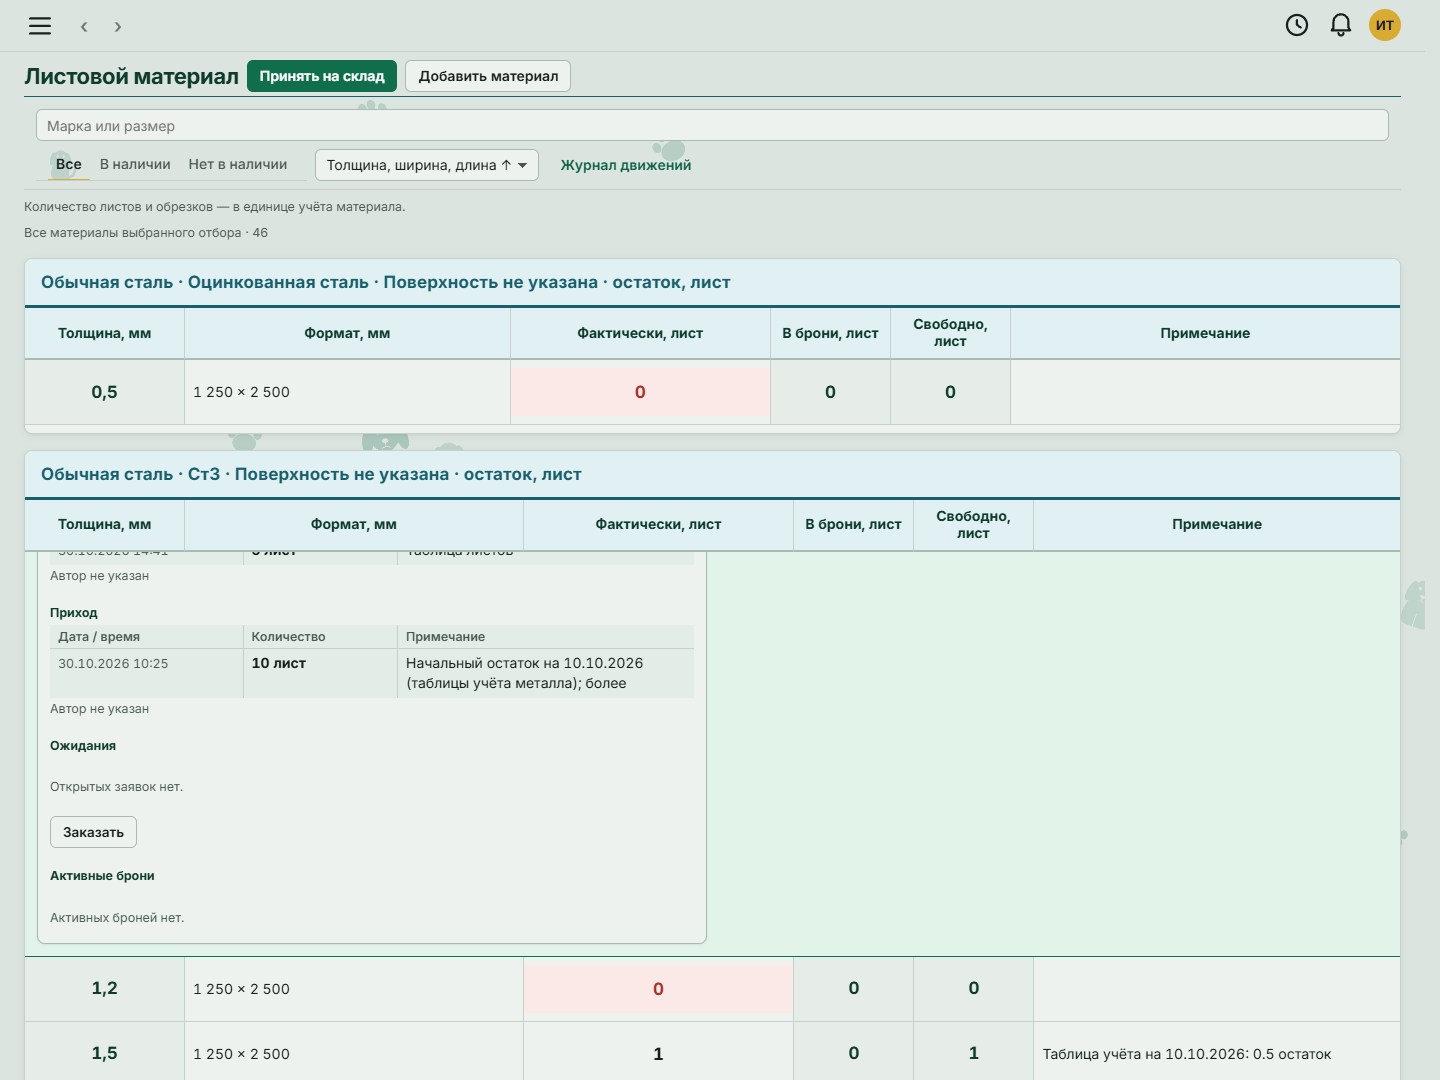 ИТ
Листовой материал
Принять на склад
Добавить материал
Марка или размер
Все
В наличии
Нет в наличии
Толщина, ширина, длина ↑
Журнал движений
Количество листов и обрезков — в единице учёта материала.
Все материалы выбранного отбора · 46
Обычная сталь · Оцинкованная сталь · Поверхность не указана · остаток, лист
Толщина, мм
Формат, мм
Фактически, лист
В брони, лист
Свободно,
лист
Примечание
0,5
1 250 × 2 500
0
0
0
Обычная сталь · Ст3 · Поверхность не указана · остаток, лист
Толщина, мм
Формат, мм
Фактически, лист
В брони, лист
Свободно,
лист
Примечание
Автор не указан
Приход
Дата / время
Количество
Примечание
30.10.2026 10:25
10 лист
Начальный остаток на 10.10.2026
(таблицы учёта металла); более
Автор не указан
Ожидания
Открытых заявок нет.
Заказать
Активные брони
Активных броней нет.
1,2
1 250 × 2 500
0
0
0
1,5
1 250 × 2 500
1
0
1
Таблица учёта на 10.10.2026: 0.5 остаток